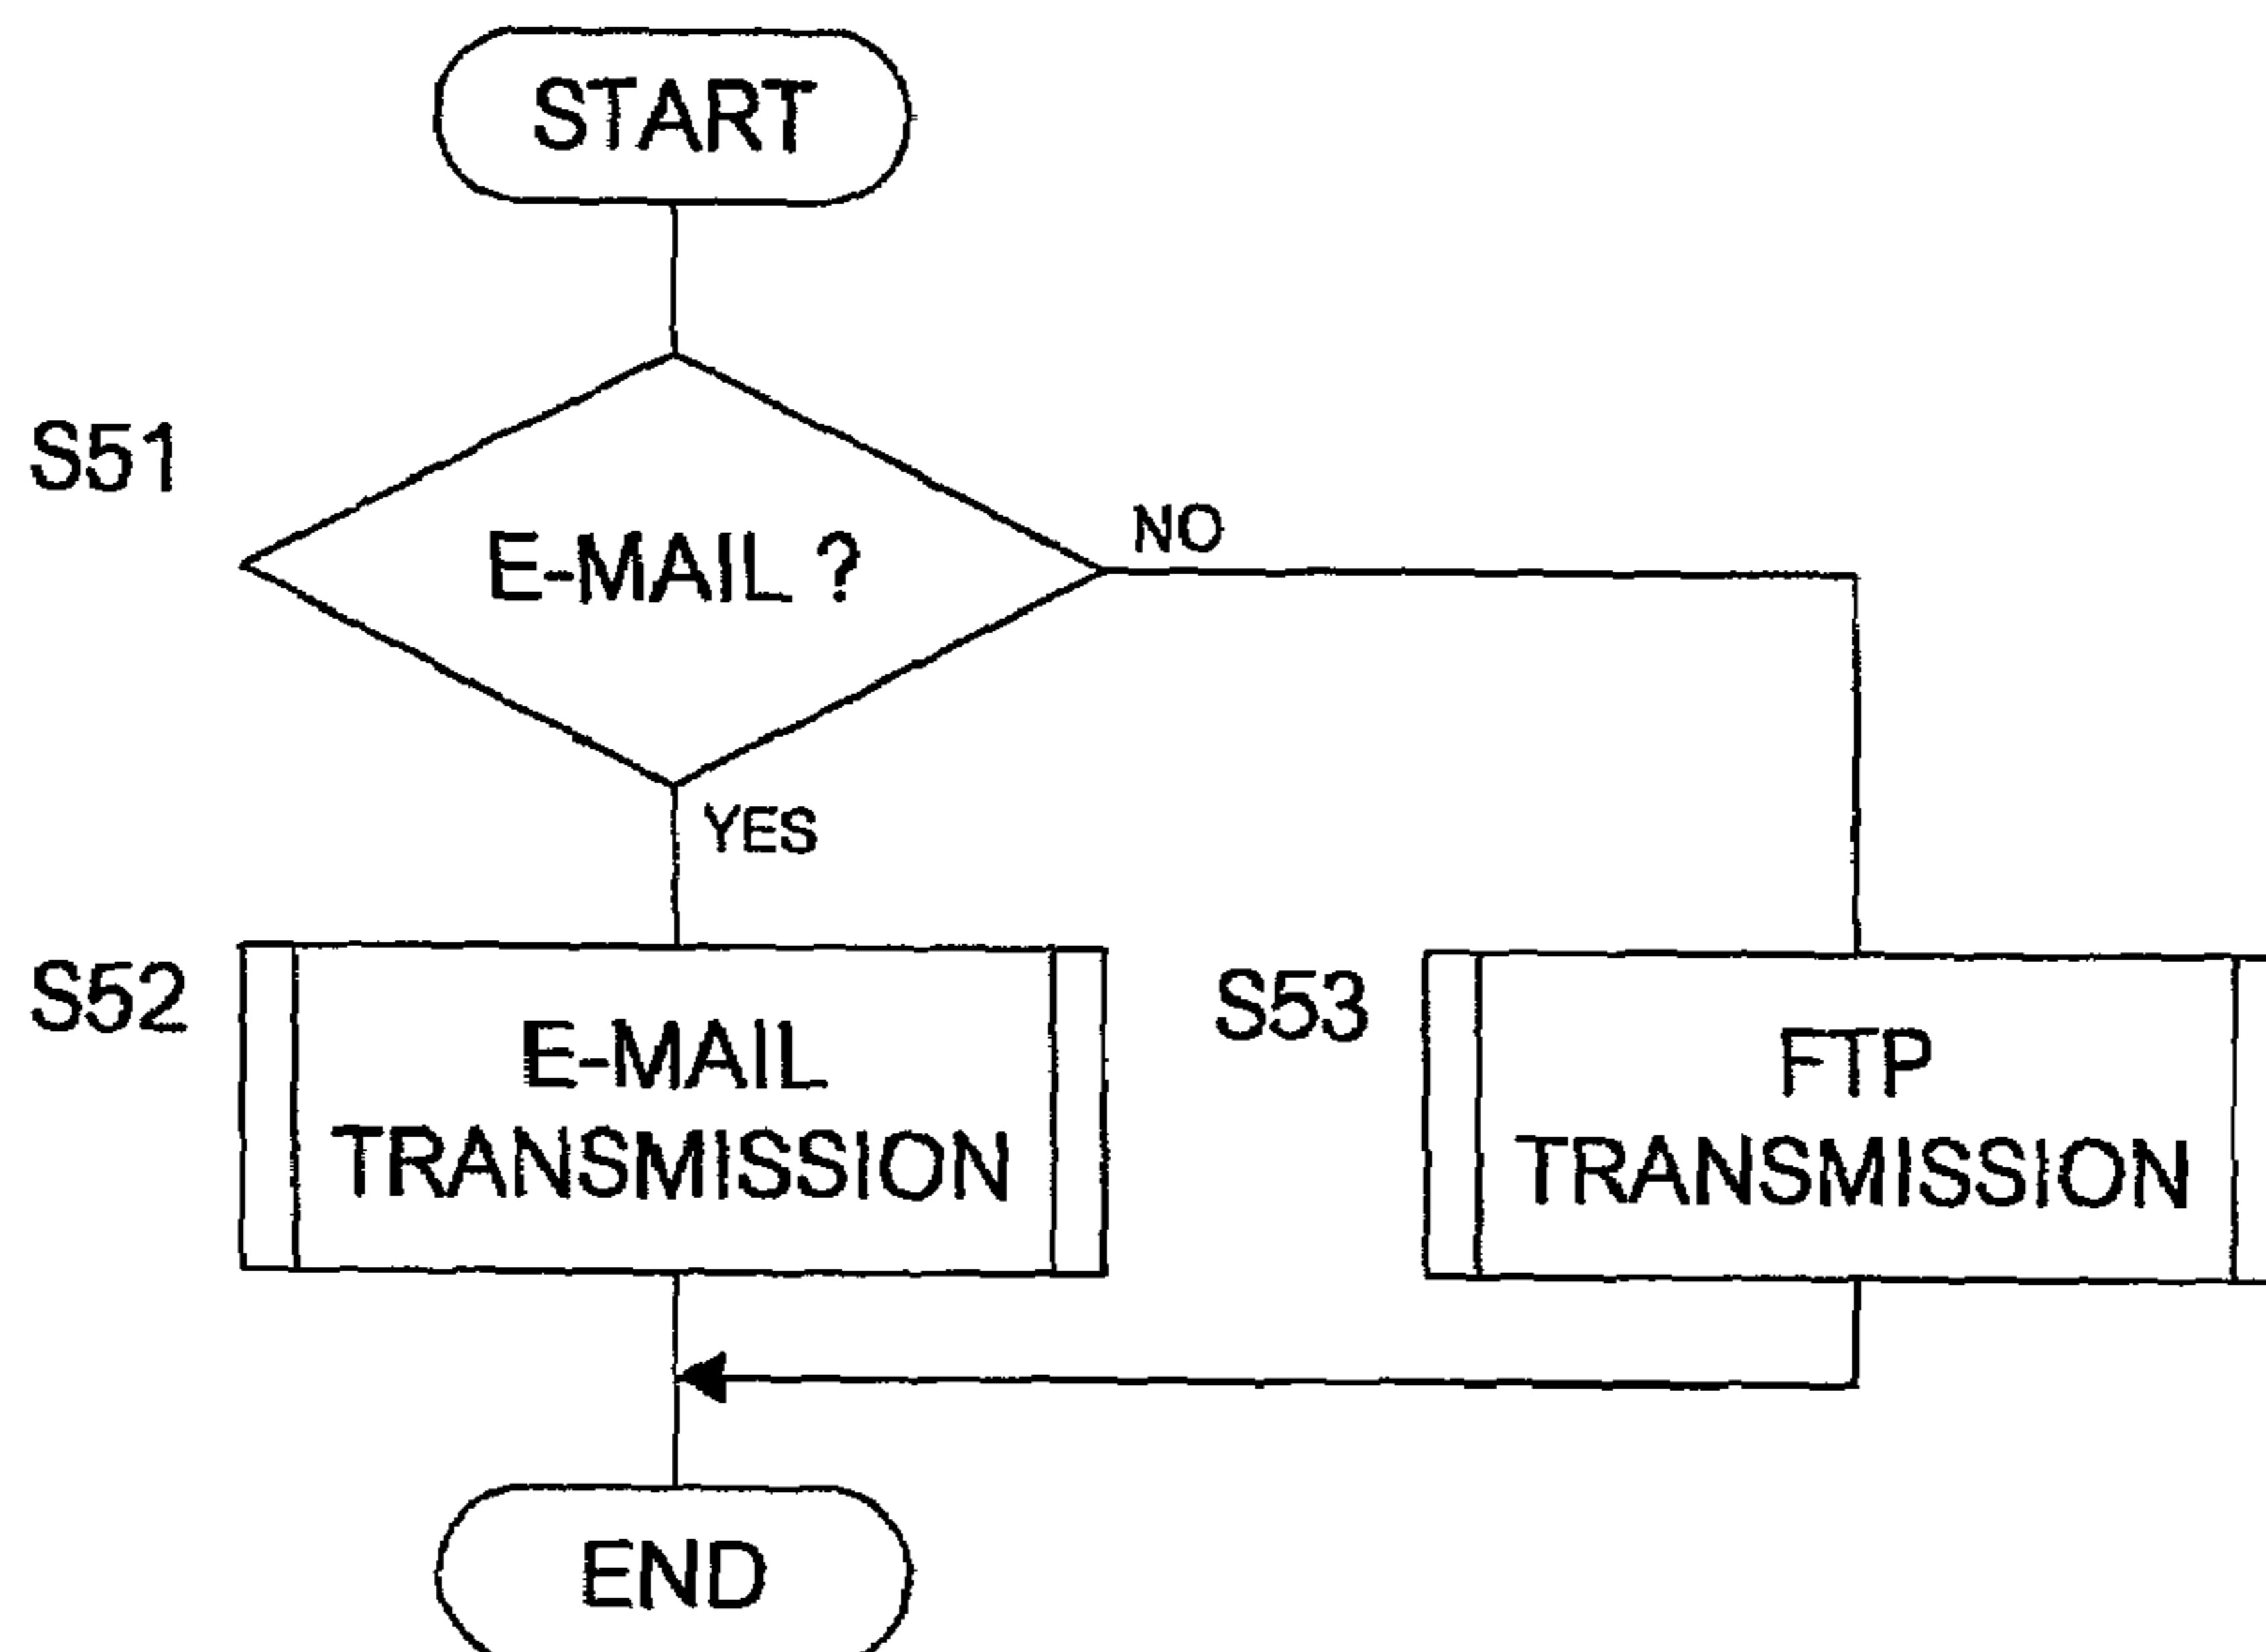 START
S51
E-MAIL ?
NO
YES
S52
E-MAIL
TRANSMISSION
S53
FTP
TRANSMISSION
END